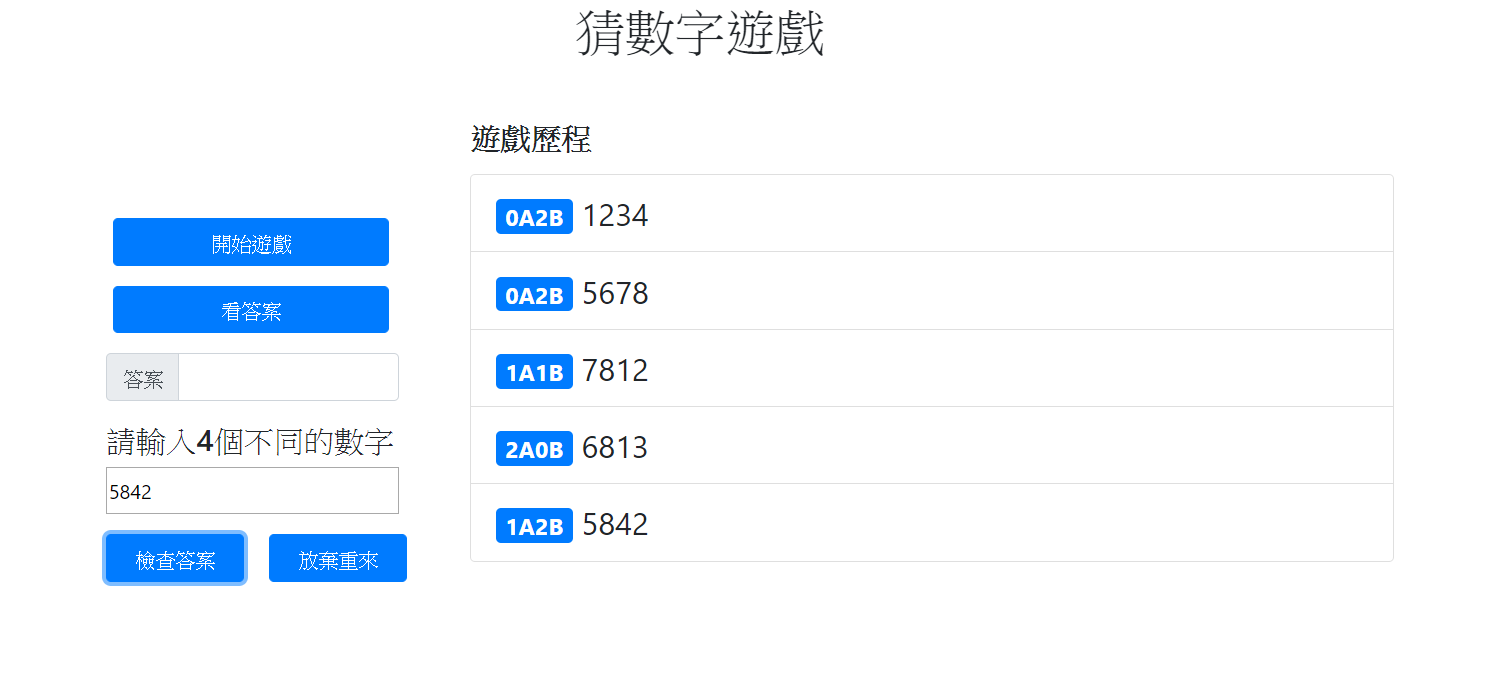 猜數字遊戲
遊戲歷程
開始遊戲
看答案
答案
請輸入4個不同的數字
5842
檢查答案 放棄重來
0A2B 1234
0A2B 5678
1A1B 7812
2A0B 6813
1A2B 5842